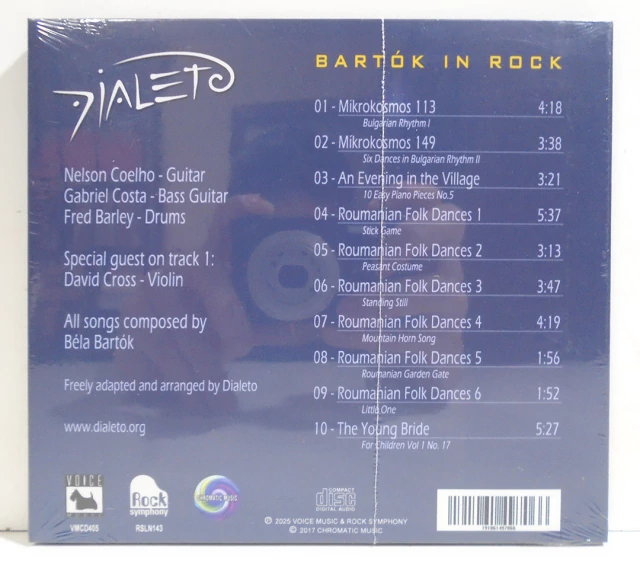 DIALETO
BARTÓK IN ROCK
Nelson Coelho - Guitar
Gabriel Costa - Bass Guitar
Fred Barley - Drums
Special guest on track 1:
David Cross - Violin
All songs composed by
Béla Bartók
Freely adapted and arranged by Dialeto
www.dialeto.org
01 - Mikrokosmos 113 4:18
Bulgarian Rhythm I
02 - Mikrokosmos 149 3:38
Six Dances in Bulgarian Rhythm II
03 - An Evening in the Village 3:21
10 Easy Piano Pieces No.5
04 - Roumanian Folk Dances 1 5:37
Stick Game
05 - Roumanian Folk Dances 2 3:13
Peasant Costume
06 - Roumanian Folk Dances 3 3:47
Standing Still
07 - Roumanian Folk Dances 4 4:19
Mountain Horn Song
08 - Roumanian Folk Dances 5 1:56
Roumanian Garden Gate
09 - Roumanian Folk Dances 6 1:52
Little One
10 - The Young Bride 5:27
For Children Vol 1 No. 17
VOICE
VMCD405
Rock
symphony
RSLN143
CHROMATIC MUSIC
COMPACT
disc
DIGITAL AUDIO
© 2025 VOICE MUSIC & ROCK SYMPHONY
© 2017 CHROMATIC MUSIC